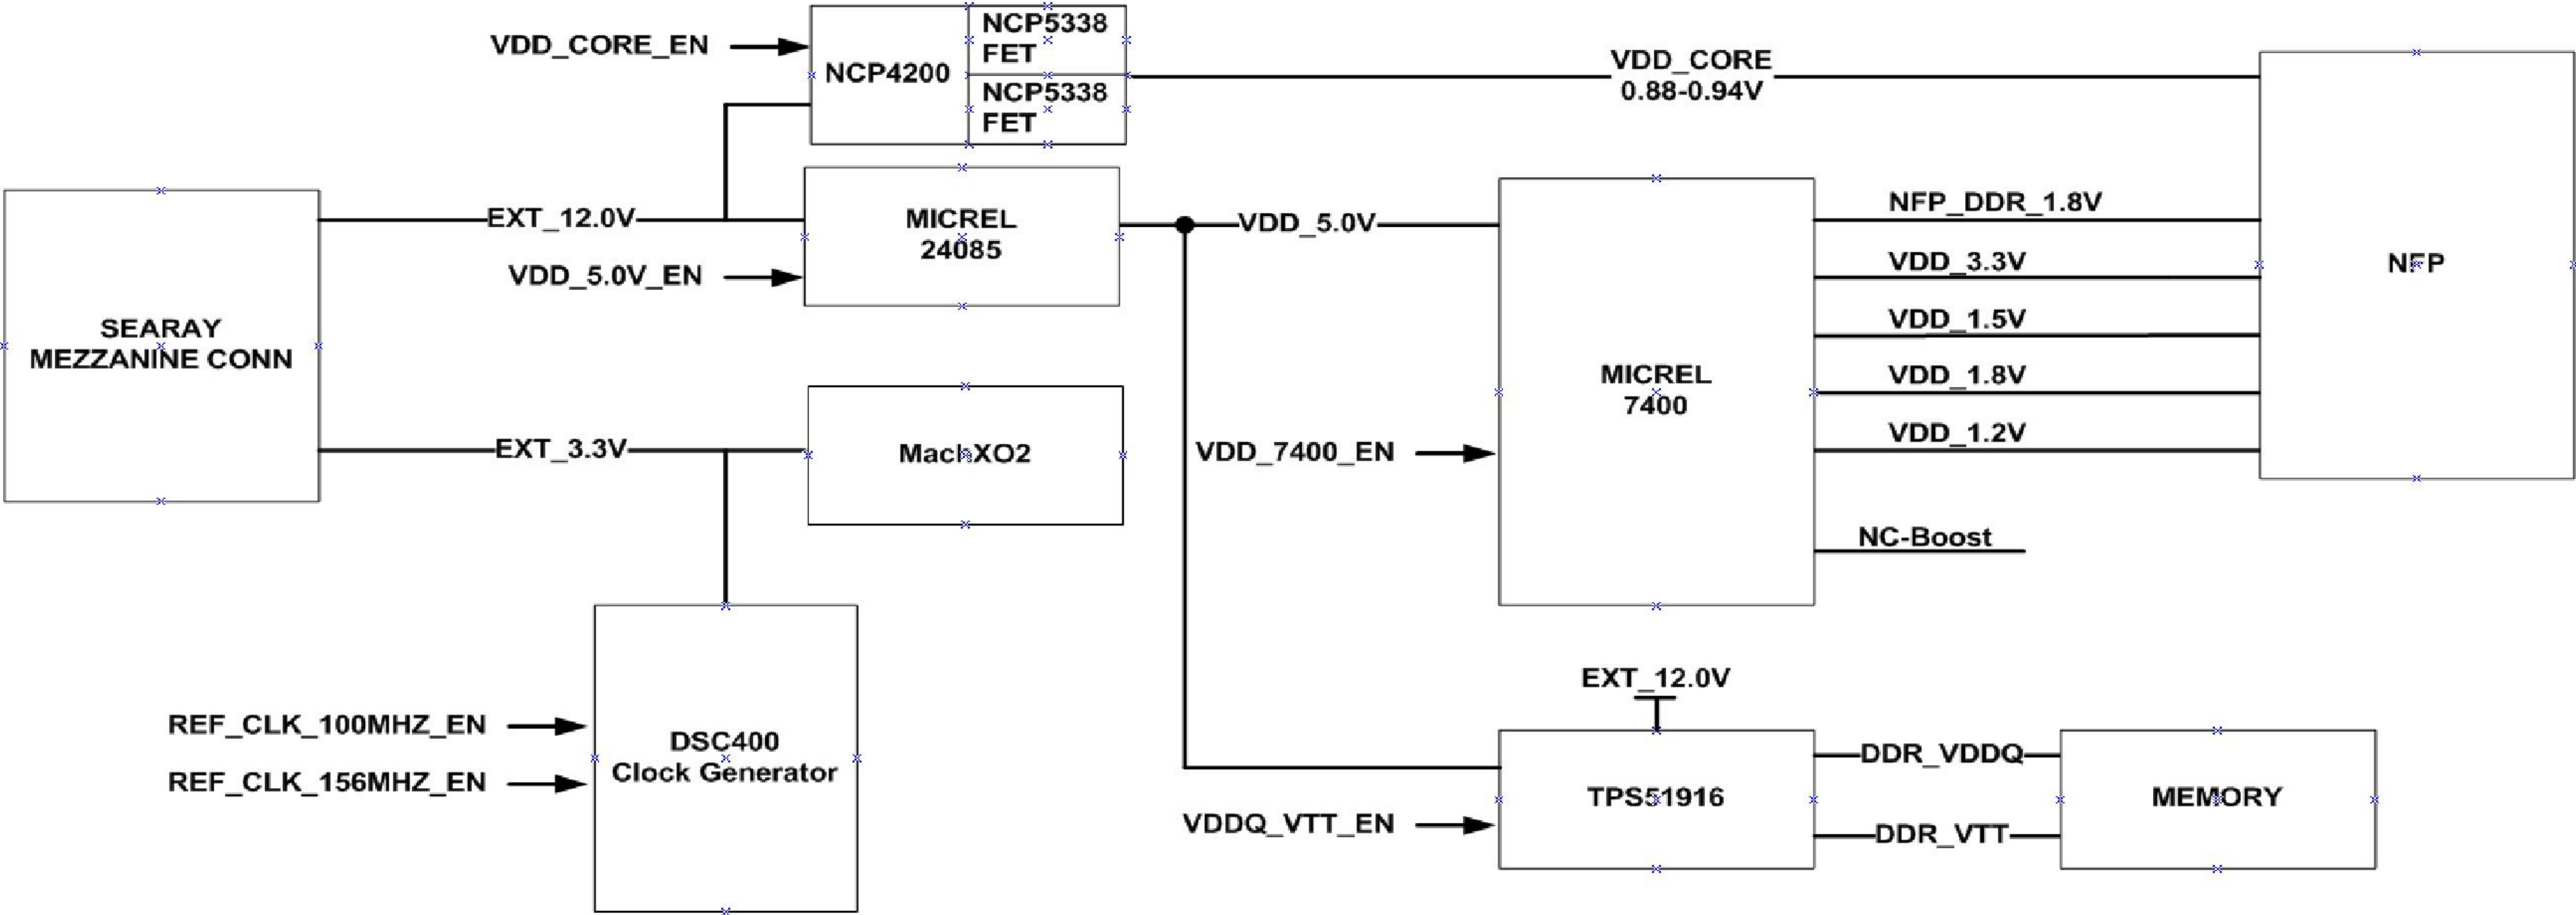 VDD_CORE_EN
NCP4200
NCP5338
FET
NCP5338
FET
VDD_CORE
0.88-0.94V
SEARAY
MEZZANINE CONN
EXT_12.0V
VDD_5.0V_EN
MICREL
24085
VDD_5.0V
MICREL
7400
NFP_DDR_1.8V
VDD_3.3V
VDD_1.5V
VDD_1.8V
VDD_1.2V
NFP
EXT_3.3V
MachXO2
VDD_7400_EN
NC-Boost
REF_CLK_100MHZ_EN
REF_CLK_156MHZ_EN
DSC400
Clock Generator
EXT_12.0V
VDDQ_VTT_EN
TPS51916
DDR_VDDQ
DDR_VTT
MEMORY